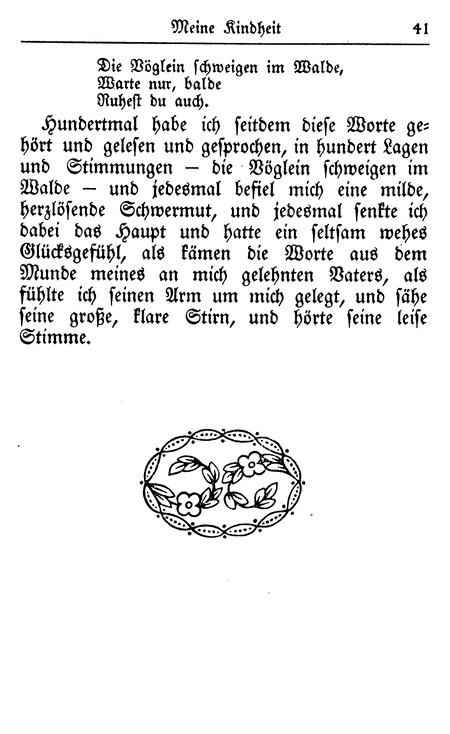 Meine Kindheit 41
Die Vöglein schweigen im Walde,
Warte nur, balde
Ruhest du auch.
Hundertmal habe ich seitdem diese Worte ge-
hört und gelesen und gesprochen, in hundert Lagen
und Stimmungen — die Vöglein schweigen im
Walde — und jedesmal befiel mich eine milde,
herzlösende Schwermut, und jedesmal senkte ich
dabei das Haupt und hatte ein seltsam wehes
Glücksgefühl, als kämen die Worte aus dem
Munde meines an mich gelehnten Vaters, als
fühlte ich seinen Arm um mich gelegt, und sähe
seine große, klare Stirn, und hörte seine leise
Stimme.